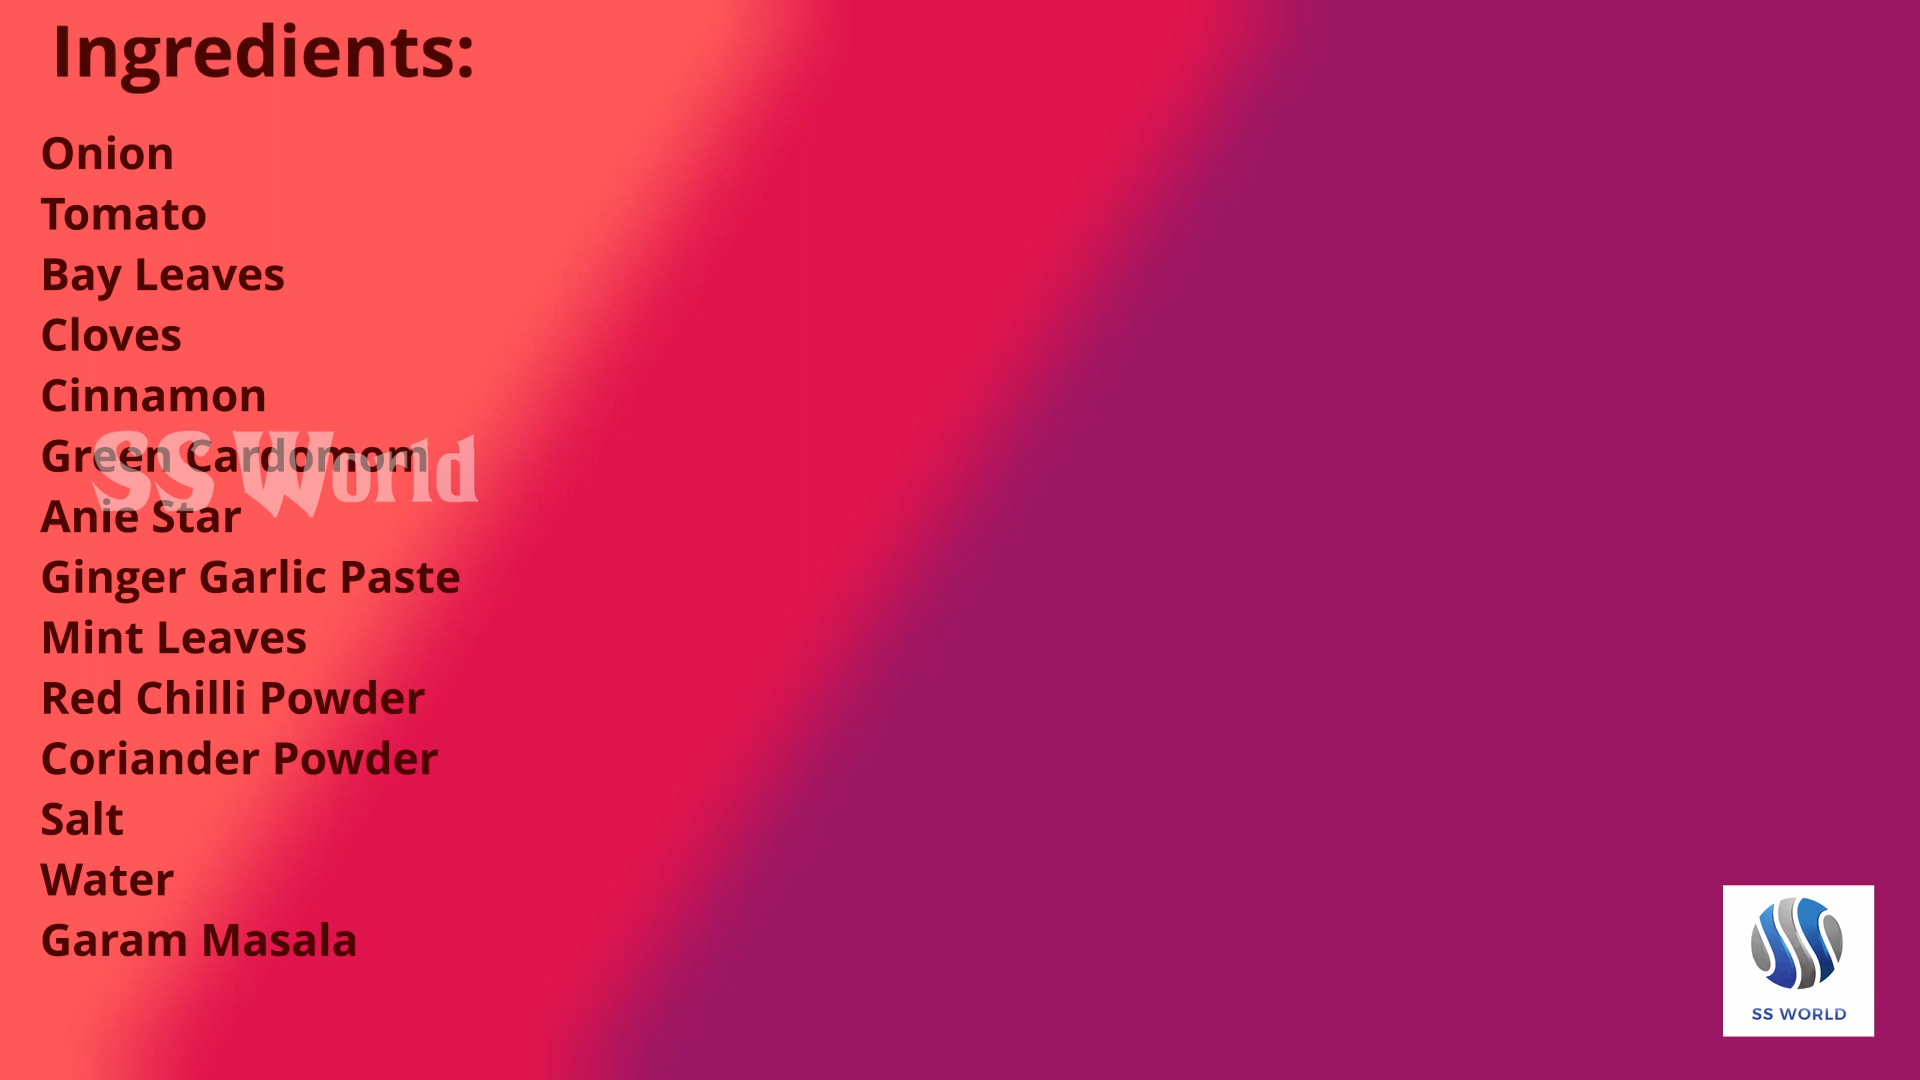 Ingredients:
Onion
Tomato
Bay Leaves
Cloves
Cinnamon
Green Cardomom
SS World
Anie Star
Ginger Garlic Paste
Mint Leaves
Red Chilli Powder
Coriander Powder
Salt
Water
Garam Masala
SS WORLD